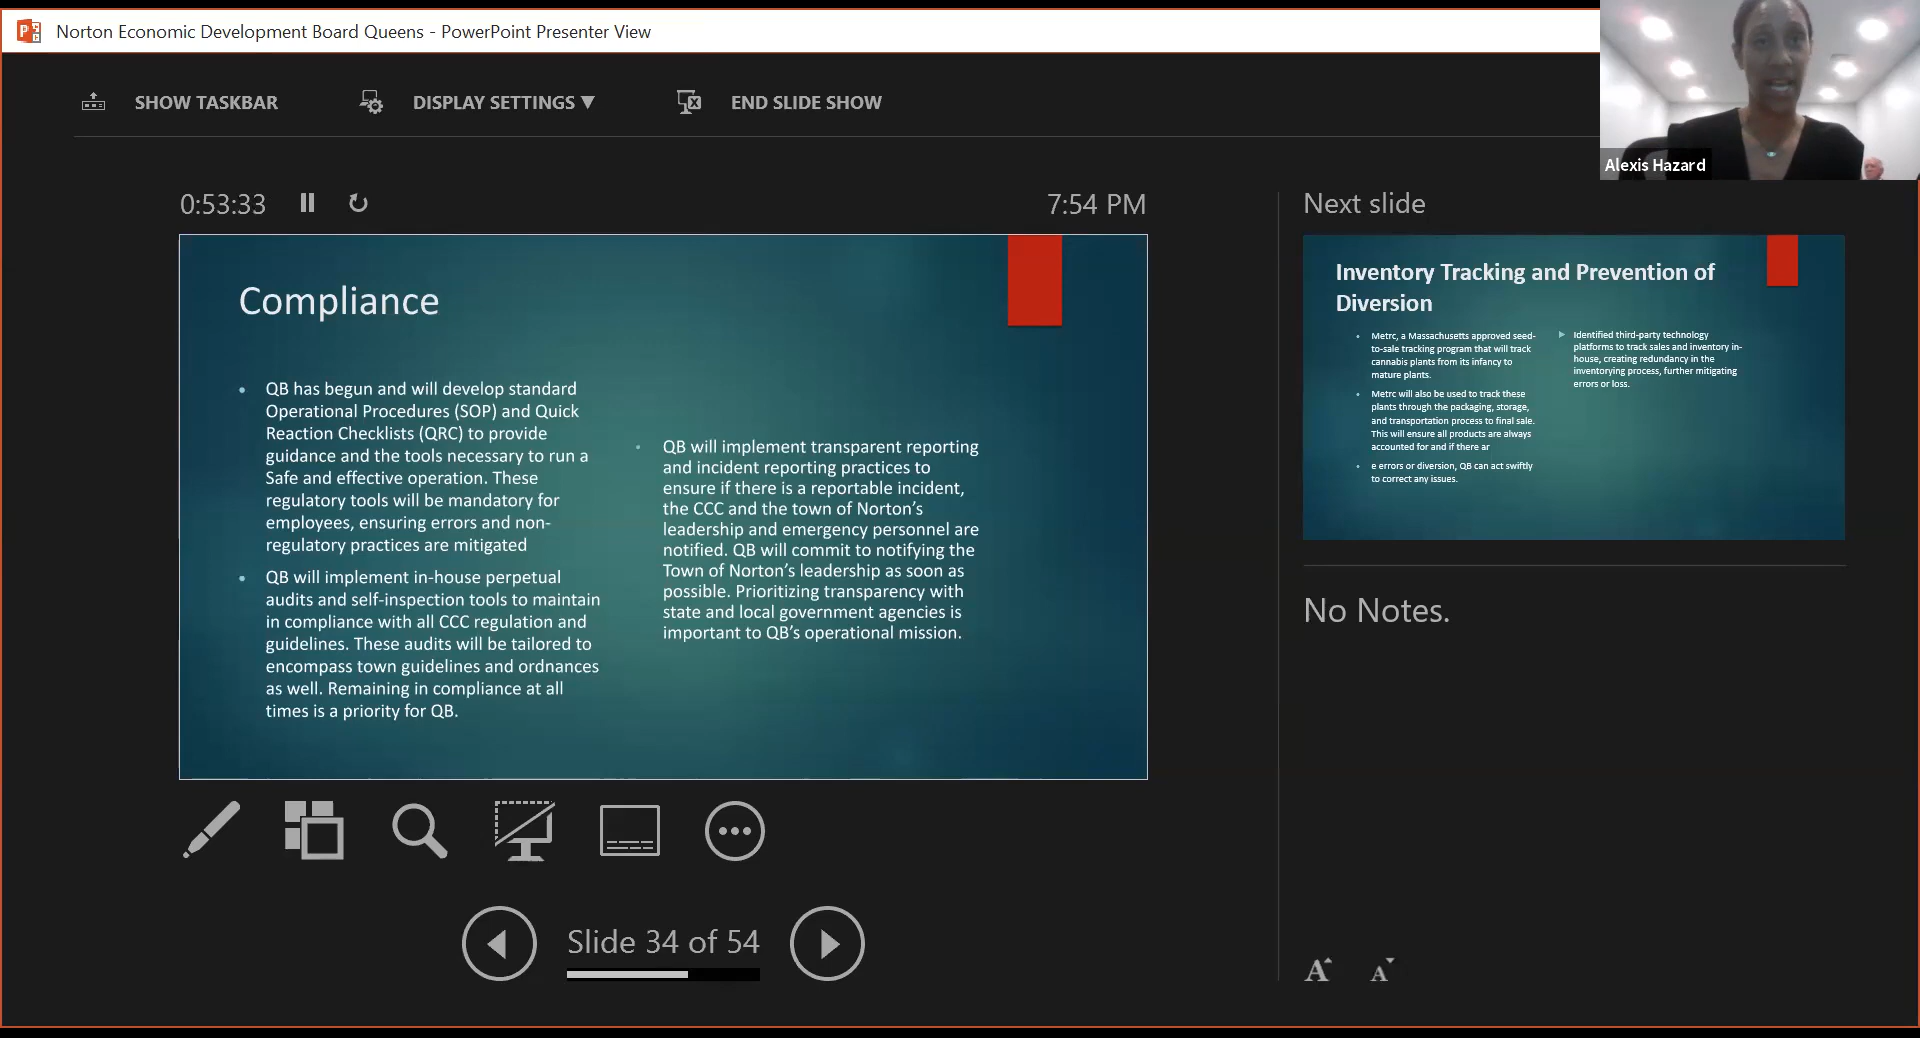 Norton Economic Development Board Queens - PowerPoint Presenter View
SHOW TASKBAR
DISPLAY SETTINGS ▼
END SLIDE SHOW
Alexis Hazard
0:53:33
7:54 PM
Compliance
• QB has begun and will develop standard
Operational Procedures (SOP) and Quick
Reaction Checklists (QRC) to provide
guidance and the tools necessary to run a
Safe and effective operation. These
regulatory tools will be mandatory for
employees, ensuring errors and non-
regulatory practices are mitigated
• QB will implement in-house perpetual
audits and self-inspection tools to maintain
in compliance with all CCC regulation and
guidelines. These audits will be tailored to
encompass town guidelines and ordnances
as well. Remaining in compliance at all
times is a priority for QB.
• QB will implement transparent reporting
and incident reporting practices to
ensure if there is a reportable incident,
the CCC and the town of Norton’s
leadership and emergency personnel are
notified. QB will commit to notifying the
Town of Norton’s leadership as soon as
possible. Prioritizing transparency with
state and local government agencies is
important to QB’s operational mission.
Slide 34 of 54
Next slide
Inventory Tracking and Prevention of
Diversion
• Metrc, a Massachusetts approved seed-
to-sale tracking program that will track
cannabis plants from its infancy to
mature plants.
• Metrc will also be used to track these
plants through the packaging, storage,
and transportation process to final sale.
This will ensure all products are always
accounted for and if there ar
• e errors or diversion, QB can act swiftly
to correct any issues.
Identified third-party technology
platforms to track sales and inventory in-
house, creating redundancy in the
inventorying process, further mitigating
errors or loss.
No Notes.
A A